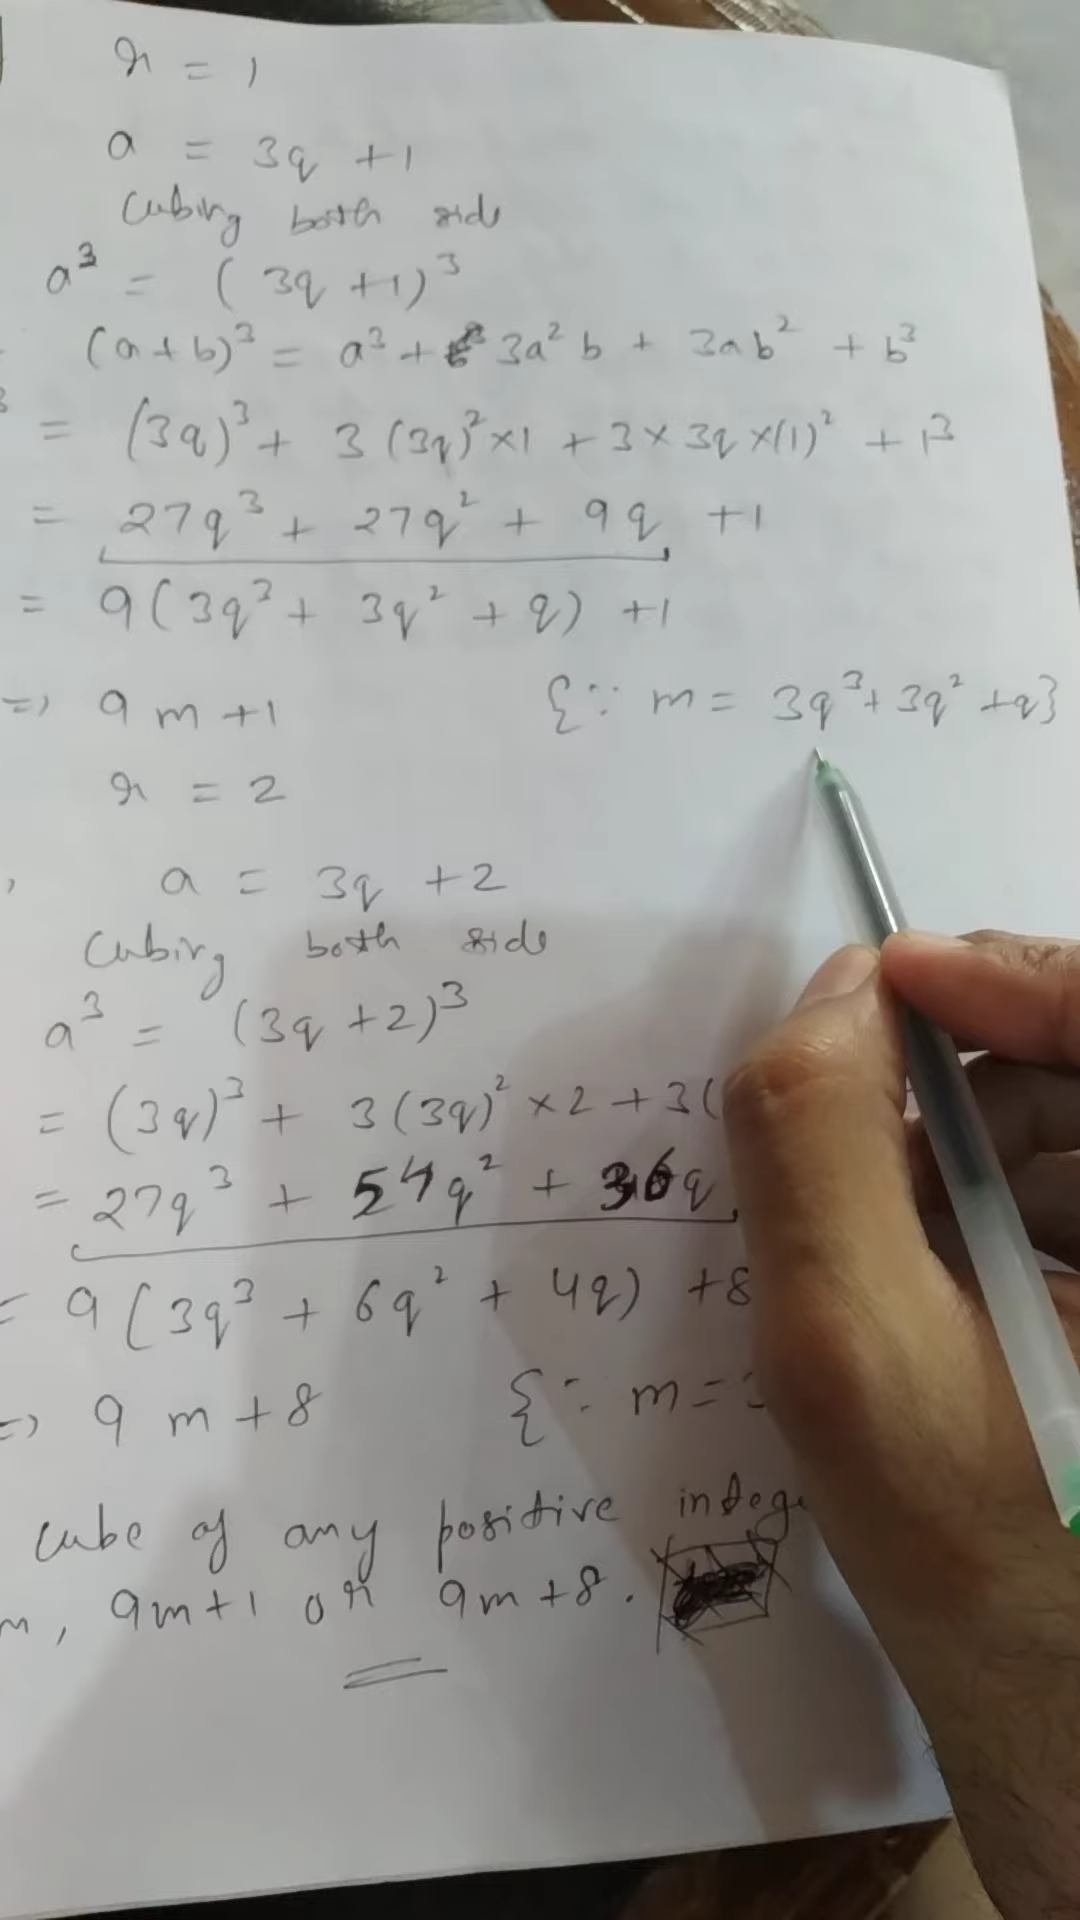 r = 1
a = 3q + 1
Cubing both side
a³ = (3q + 1)³
(a + b)³ = a³ + 3a²b + 3ab² + b³
= (3q)³ + 3(3q)² × 1 + 3 × 3q × (1)² + 1³
= 27q³ + 27q² + 9q + 1
= 9(3q³ + 3q² + q) + 1
=> 9m + 1 {∵ m = 3q³ + 3q² + q}
r = 2
a = 3q + 2
Cubing both side
a³ = (3q + 2)³
= (3q)³ + 3(3q)² × 2 + 3(
= 27q³ + 54q² + 36q
= 9(3q³ + 6q² + 4q) + 8
=> 9m + 8 {∵ m =
cube of any positive
m, 9m + 1 or 9m + 8.